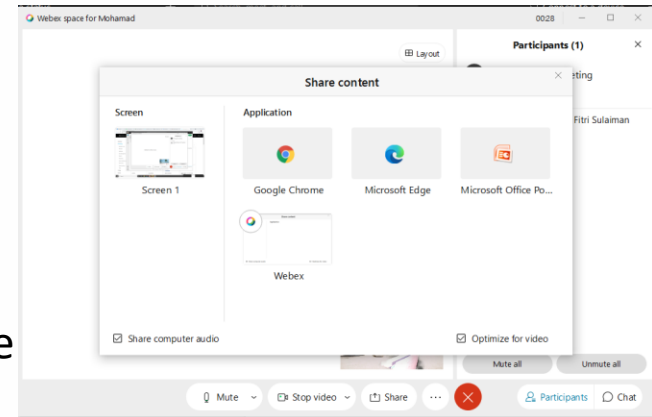 Webex space for Mohamad
0028
Layout
Participants (1)
eting
Fitri Sulaiman
Share content
Screen
Application
Screen 1
Google Chrome
Microsoft Edge
Microsoft Office Po...
Webex
Share computer audio
Optimize for video
e
Mute all
Unmute all
Mute
Stop video
Share
Participants
Chat